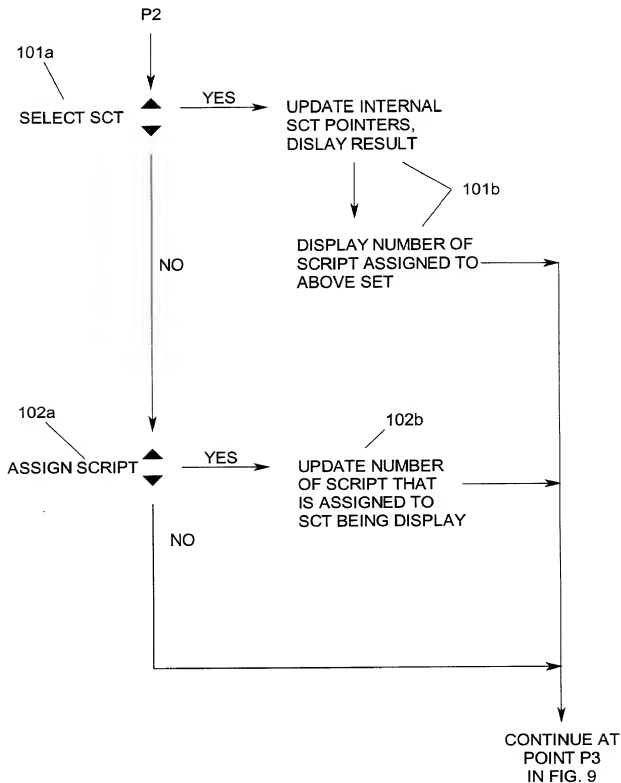 P2
101a
SELECT SCT
YES
UPDATE INTERNAL
SCT POINTERS,
DISLAY RESULT
101b
DISPLAY NUMBER OF
SCRIPT ASSIGNED TO
ABOVE SET
NO
102a
ASSIGN SCRIPT
YES
102b
UPDATE NUMBER
OF SCRIPT THAT
IS ASSIGNED TO
SCT BEING DISPLAY
NO
CONTINUE AT
POINT P3
IN FIG. 9